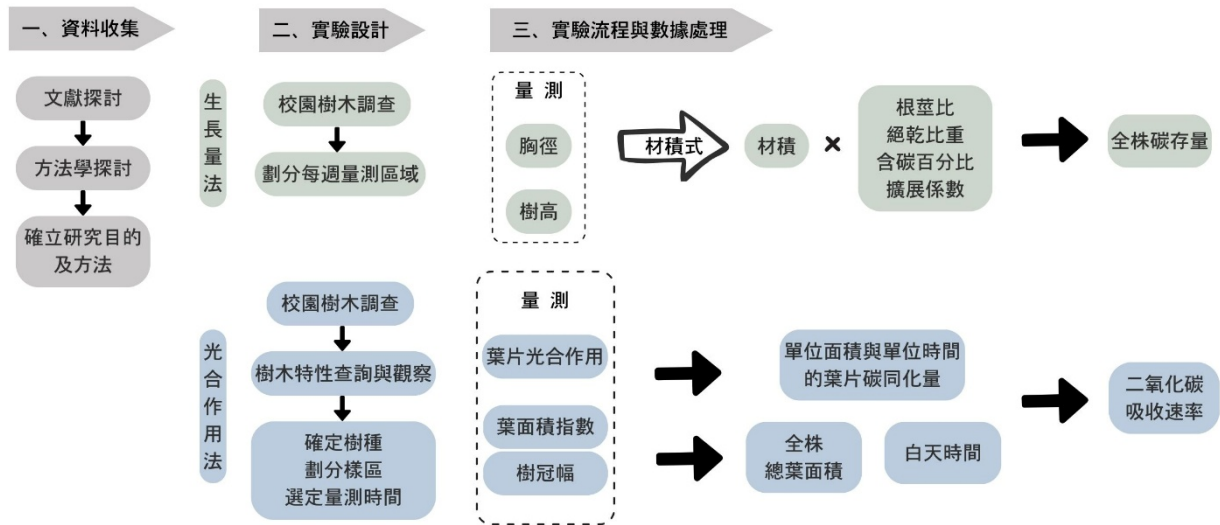 一、資料收集
二、實驗設計
三、實驗流程與數據處理
文獻探討
方法學探討
確立研究目的
及方法
生長量法
校園樹木調查
劃分每週量測區域
量 測
胸徑
樹高
材積式
材積
×
根莖比
絕乾比重
含碳百分比
擴展係數
全株碳存量
光合作用法
校園樹木調查
樹木特性查詢與觀察
確定樹種
劃分樣區
選定量測時間
量 測
葉片光合作用
葉面積指數
樹冠幅
單位面積與單位時間
的葉片碳同化量
全株
總葉面積
白天時間
二氧化碳
吸收速率